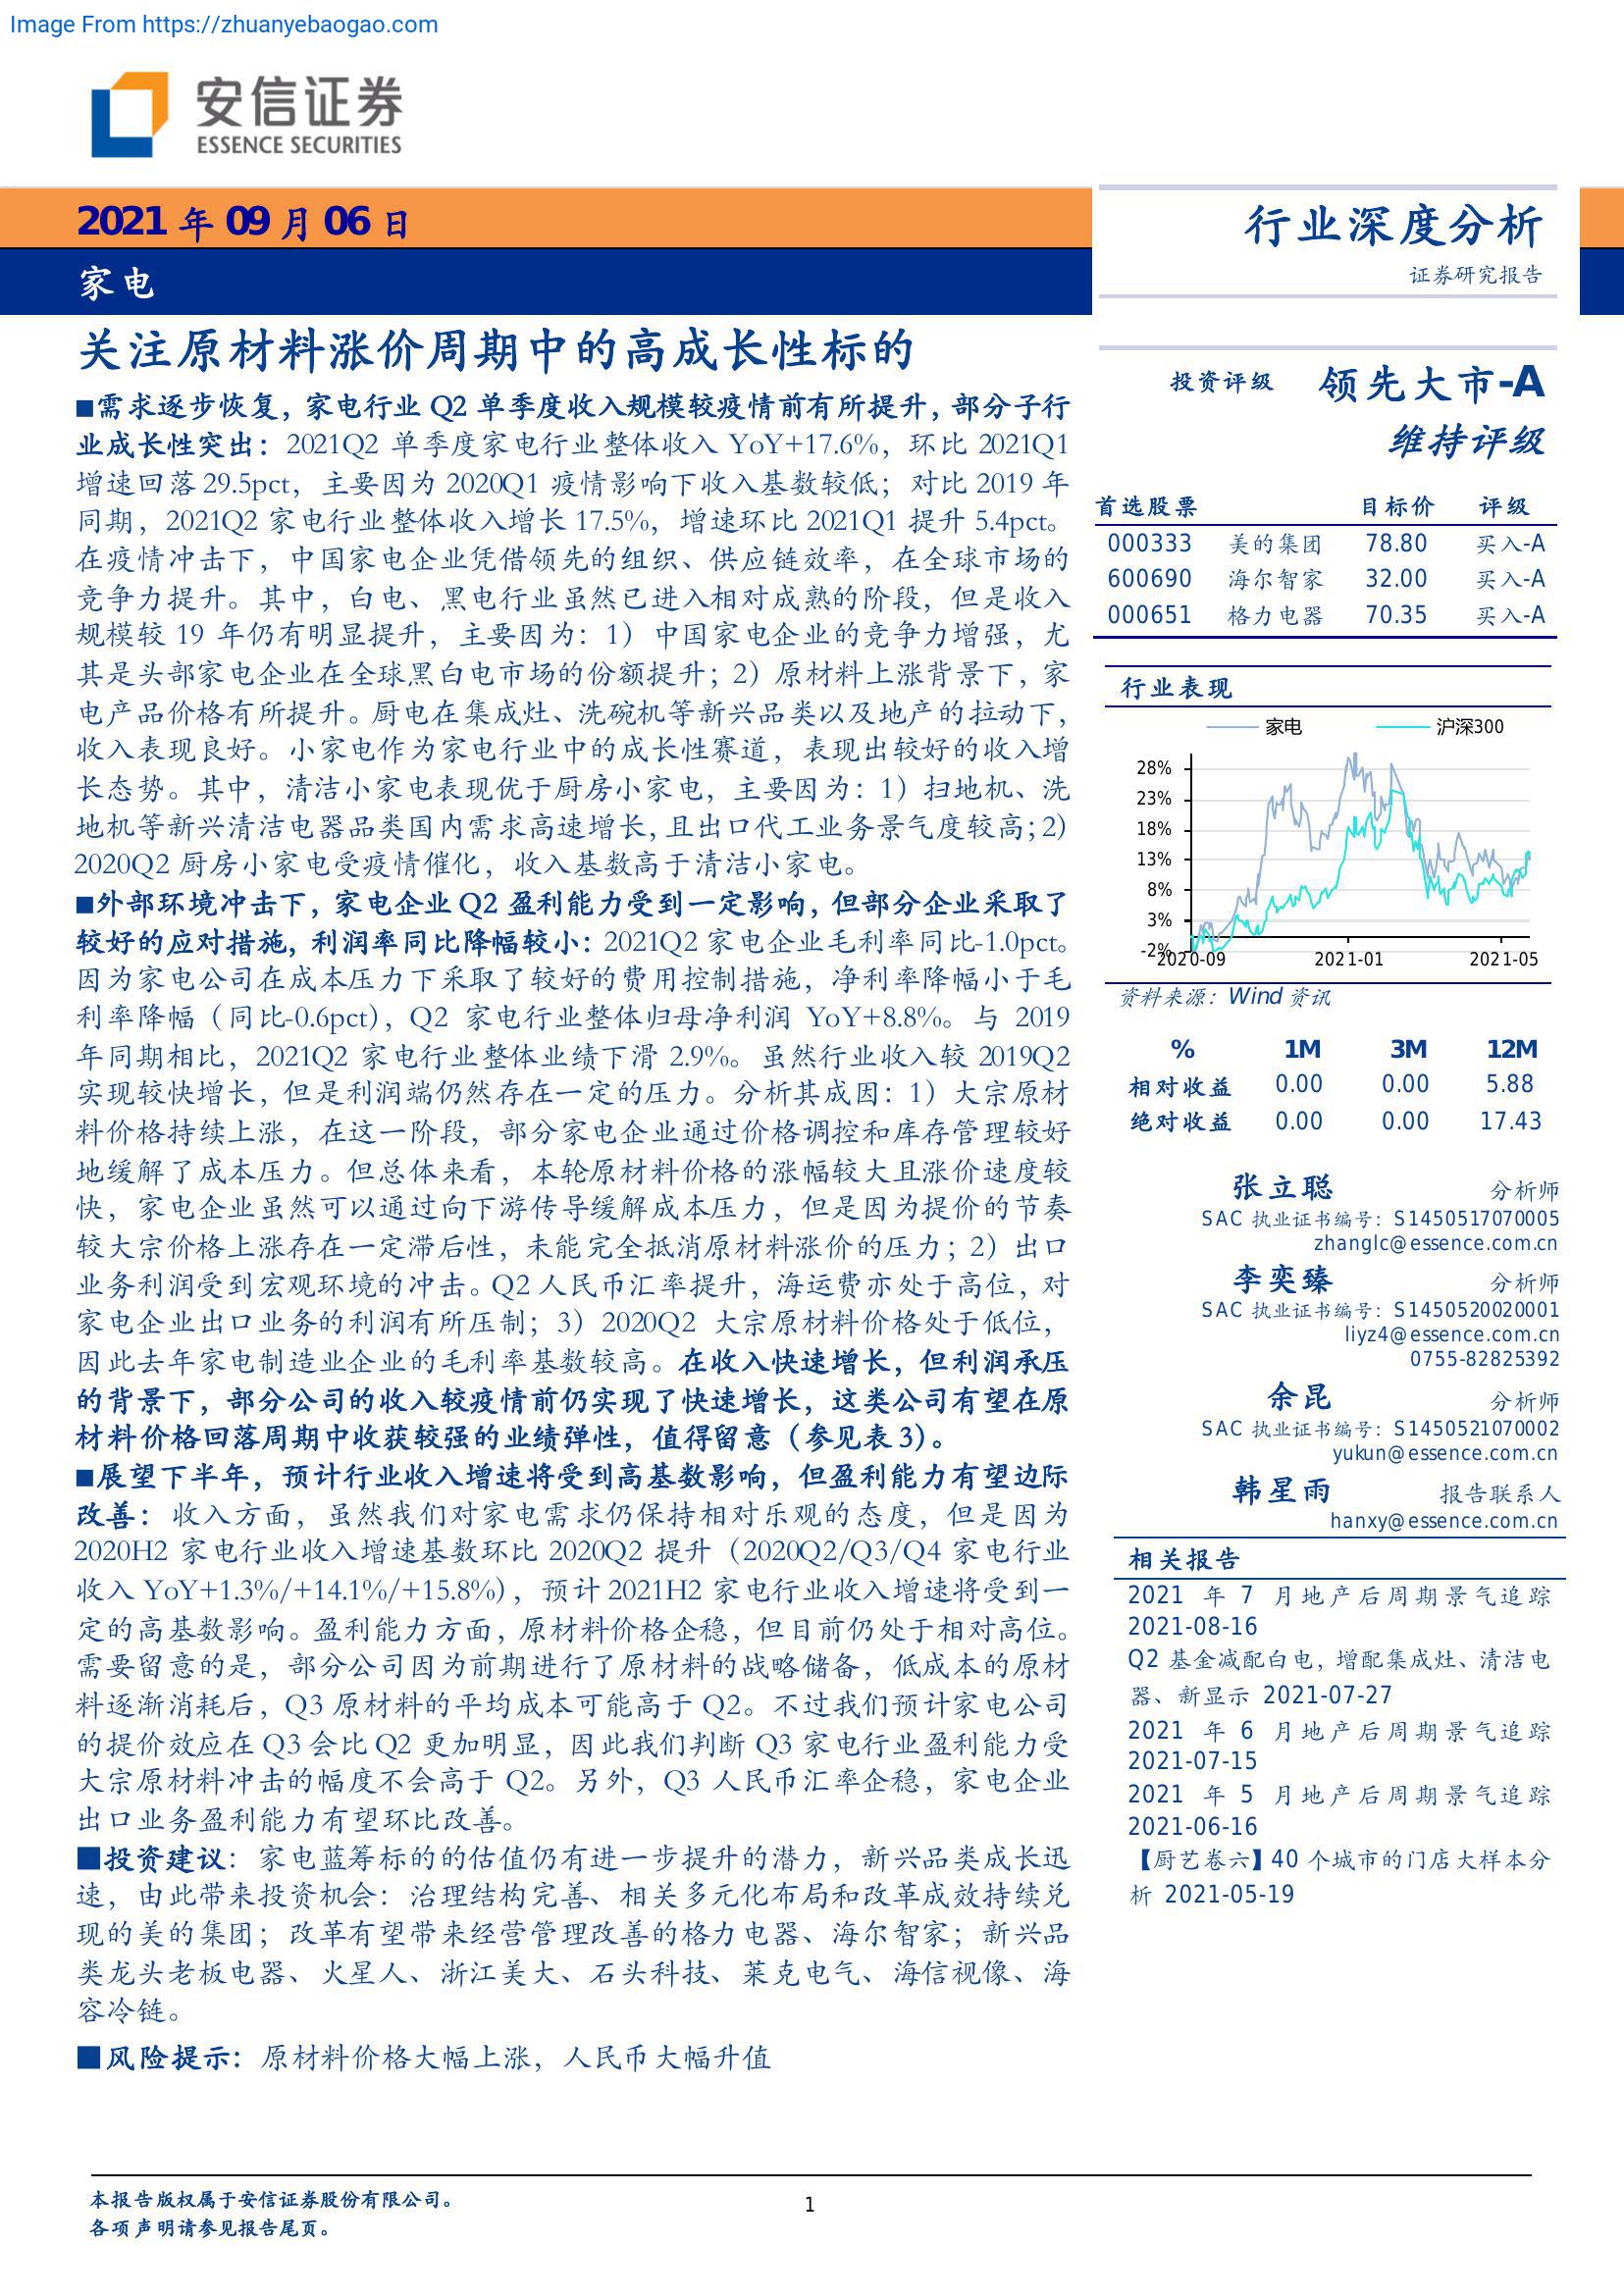 Image From https://zhuanyebaogao.com
安信证券
ESSENCE SECURITIES
2021 年 09 月 06 日
家电
行业深度分析
证券研究报告
关注原材料涨价周期中的高成长性标的
■需求逐步恢复，家电行业 Q2 单季度收入规模较疫情前有所提升，部分子行
业成长性突出：2021Q2 单季度家电行业整体收入 YoY+17.6%，环比 2021Q1
增速回落 29.5pct，主要因为 2020Q1 疫情影响下收入基数较低；对比 2019 年
同期，2021Q2 家电行业整体收入增长 17.5%，增速环比 2021Q1 提升 5.4pct。
在疫情冲击下，中国家电企业凭借领先的组织、供应链效率，在全球市场的
竞争力提升。其中，白电、黑电行业虽然已进入相对成熟的阶段，但是收入
规模较 19 年仍有明显提升，主要因为：1）中国家电企业的竞争力增强，尤
其是头部家电企业在全球黑白电市场的份额提升；2）原材料上涨背景下，家
电产品价格有所提升。厨电在集成灶、洗碗机等新兴品类以及地产的拉动下，
收入表现良好。小家电作为家电行业中的成长性赛道，表现出较好的收入增
长态势。其中，清洁小家电表现优于厨房小家电，主要因为：1）扫地机、洗
地机等新兴清洁电器品类国内需求高速增长，且出口代工业务景气度较高；2）
2020Q2 厨房小家电受疫情催化，收入基数高于清洁小家电。
■外部环境冲击下，家电企业 Q2 盈利能力受到一定影响，但部分企业采取了
较好的应对措施，利润率同比降幅较小：2021Q2 家电企业毛利率同比-1.0pct。
因为家电公司在成本压力下采取了较好的费用控制措施，净利率降幅小于毛
利率降幅（同比-0.6pct），Q2 家电行业整体归母净利润 YoY+8.8%。与 2019
年同期相比，2021Q2 家电行业整体业绩下滑 2.9%。虽然行业收入较 2019Q2
实现较快增长，但是利润端仍然存在一定的压力。分析其成因：1）大宗原材
料价格持续上涨，在这一阶段，部分家电企业通过价格调控和库存管理较好
地缓解了成本压力。但总体来看，本轮原材料价格的涨幅较大且涨价速度较
快，家电企业虽然可以通过向下游传导缓解成本压力，但是因为提价的节奏
较大宗价格上涨存在一定滞后性，未能完全抵消原材料涨价的压力；2）出口
业务利润受到宏观环境的冲击。Q2 人民币汇率提升，海运费亦处于高位，对
家电企业出口业务的利润有所压制；3）2020Q2 大宗原材料价格处于低位，
因此去年家电制造业企业的毛利率基数较高。在收入快速增长，但利润承压
的背景下，部分公司的收入较疫情前仍实现了快速增长，这类公司有望在原
材料价格回落周期中收获较强的业绩弹性，值得留意（参见表 3）。
■展望下半年，预计行业收入增速将受到高基数影响，但盈利能力有望边际
改善：收入方面，虽然我们对家电需求仍保持相对乐观的态度，但是因为
2020H2 家电行业收入增速基数环比 2020Q2 提升（2020Q2/Q3/Q4 家电行业
收入 YoY+1.3%/+14.1%/+15.8%），预计 2021H2 家电行业收入增速将受到一
定的高基数影响。盈利能力方面，原材料价格企稳，但目前仍处于相对高位。
需要留意的是，部分公司因为前期进行了原材料的战略储备，低成本的原材
料逐渐消耗后，Q3 原材料的平均成本可能高于 Q2。不过我们预计家电公司
的提价效应在 Q3 会比 Q2 更加明显，因此我们判断 Q3 家电行业盈利能力受
大宗原材料冲击的幅度不会高于 Q2。另外，Q3 人民币汇率企稳，家电企业
出口业务盈利能力有望环比改善。
■投资建议：家电蓝筹标的的估值仍有进一步提升的潜力，新兴品类成长迅
速，由此带来投资机会：治理结构完善、相关多元化布局和改革成效持续兑
现的美的集团；改革有望带来经营管理改善的格力电器、海尔智家；新兴品
类龙头老板电器、火星人、浙江美大、石头科技、莱克电气、海信视像、海
容冷链。
■风险提示：原材料价格大幅上涨，人民币大幅升值
投资评级 领先大市-A
维持评级
首选股票 目标价 评级
000333 美的集团 78.80 买入-A
600690 海尔智家 32.00 买入-A
000651 格力电器 70.35 买入-A
行业表现
家电 沪深300
28%
23%
18%
13%
8%
3%
-2%
2020-09 2021-01 2021-05
资料来源：Wind 资讯
% 1M 3M 12M
相对收益 0.00 0.00 5.88
绝对收益 0.00 0.00 17.43
张立聪 分析师
SAC 执业证书编号：S1450517070005
zhanglc@essence.com.cn
李奕臻 分析师
SAC 执业证书编号：S1450520020001
liyz4@essence.com.cn
0755-82825392
余昆 分析师
SAC 执业证书编号：S1450521070002
yukun@essence.com.cn
韩星雨 报告联系人
hanxy@essence.com.cn
相关报告
2021 年 7 月地产后周期景气追踪
2021-08-16
Q2 基金减配白电，增配集成灶、清洁电
器、新显示 2021-07-27
2021 年 6 月地产后周期景气追踪
2021-07-15
2021 年 5 月地产后周期景气追踪
2021-06-16
【厨艺卷六】40 个城市的门店大样本分
析 2021-05-19
本报告版权属于安信证券股份有限公司。
各项声明请参见报告尾页。
1